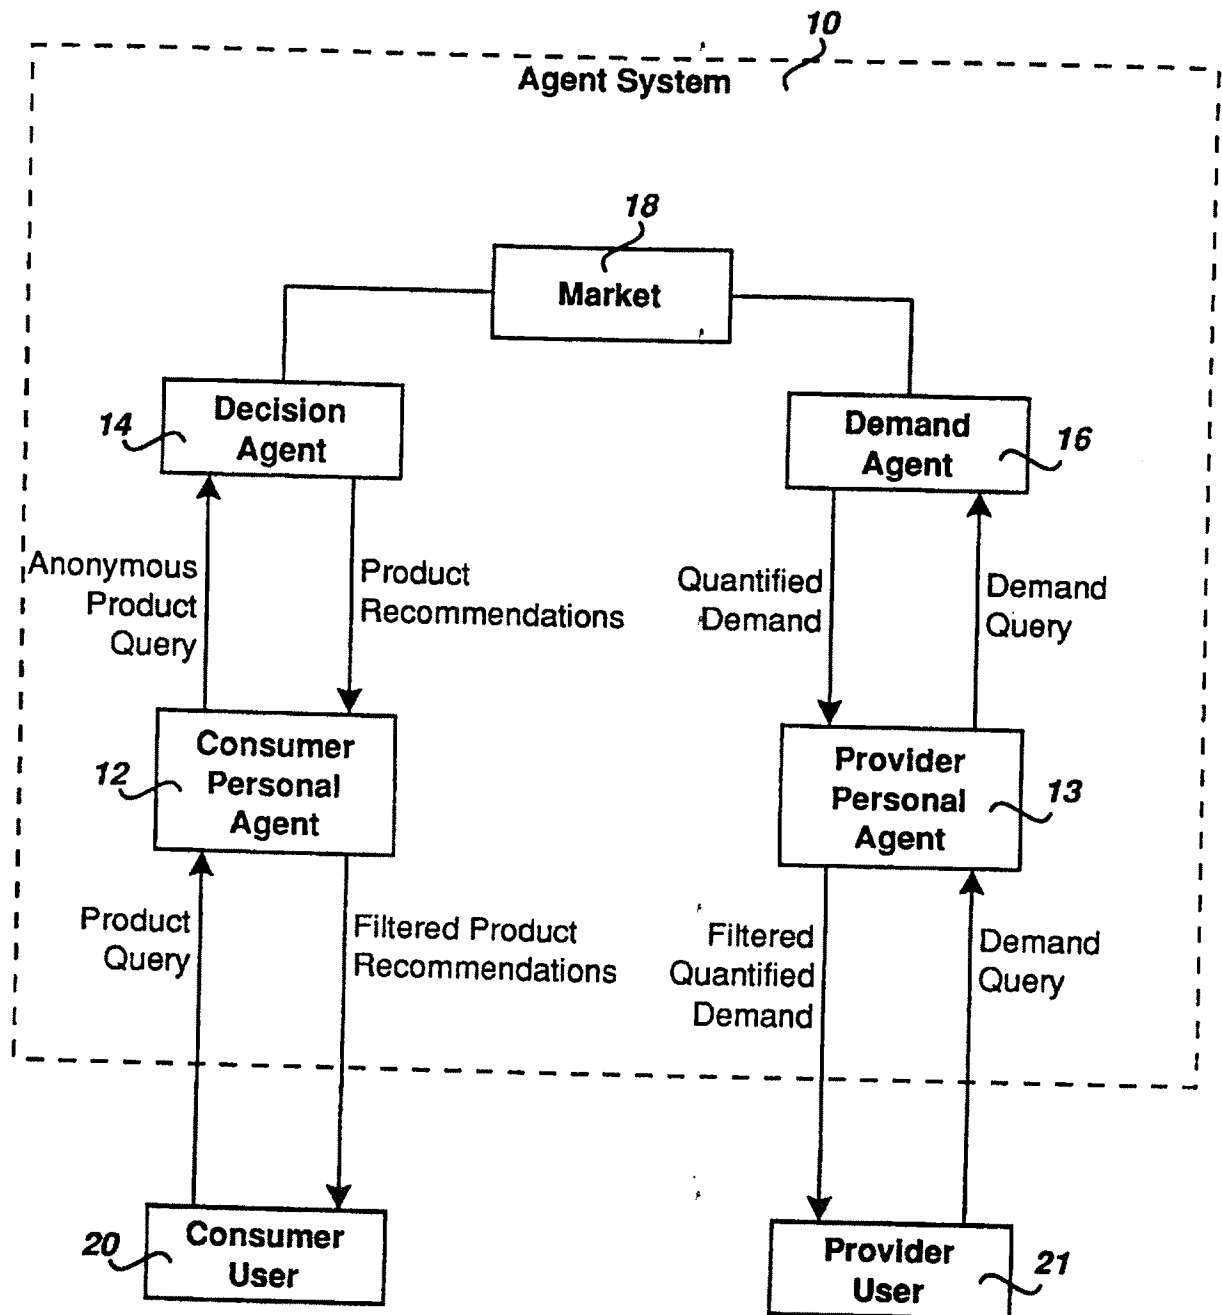 10
Agent System
18
Market
Decision
Agent
14
Demand
Agent
16
Anonymous
Product
Query
Product
Recommendations
Quantified
Demand
Demand
Query
Consumer
Personal
Agent
12
Provider
Personal
Agent
13
Product
Query
Filtered Product
Recommendations
Filtered
Quantified
Demand
Demand
Query
Consumer
User
20
Provider
User
21